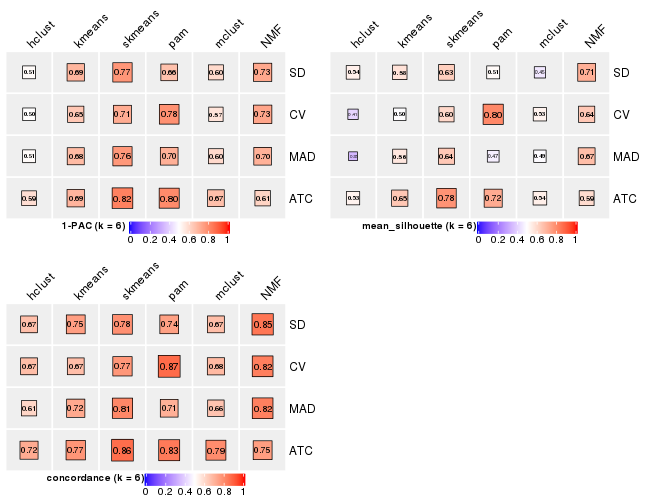 hclust kmeans skmeans pam mclust NMF
0.51 0.69 0.77 0.66 0.60 0.73 SD
0.50 0.65 0.71 0.78 0.57 0.73 CV
0.51 0.68 0.76 0.70 0.60 0.70 MAD
0.59 0.69 0.82 0.80 0.67 0.61 ATC
1-PAC (k = 6)
0 0.2 0.4 0.6 0.8 1
hclust kmeans skmeans pam mclust NMF
0.54 0.56 0.63 0.51 0.45 0.71 SD
0.41 0.50 0.60 0.80 0.53 0.64 CV
0.56 0.64 0.47 0.49 0.67 MAD
0.53 0.65 0.78 0.72 0.54 0.59 ATC
mean_silhouette (k = 6)
0 0.2 0.4 0.6 0.8 1
hclust kmeans skmeans pam mclust NMF
0.67 0.75 0.78 0.74 0.67 0.85 SD
0.67 0.67 0.77 0.87 0.68 0.82 CV
0.61 0.72 0.81 0.71 0.66 0.82 MAD
0.72 0.77 0.86 0.83 0.79 0.75 ATC
concordance (k = 6)
0 0.2 0.4 0.6 0.8 1